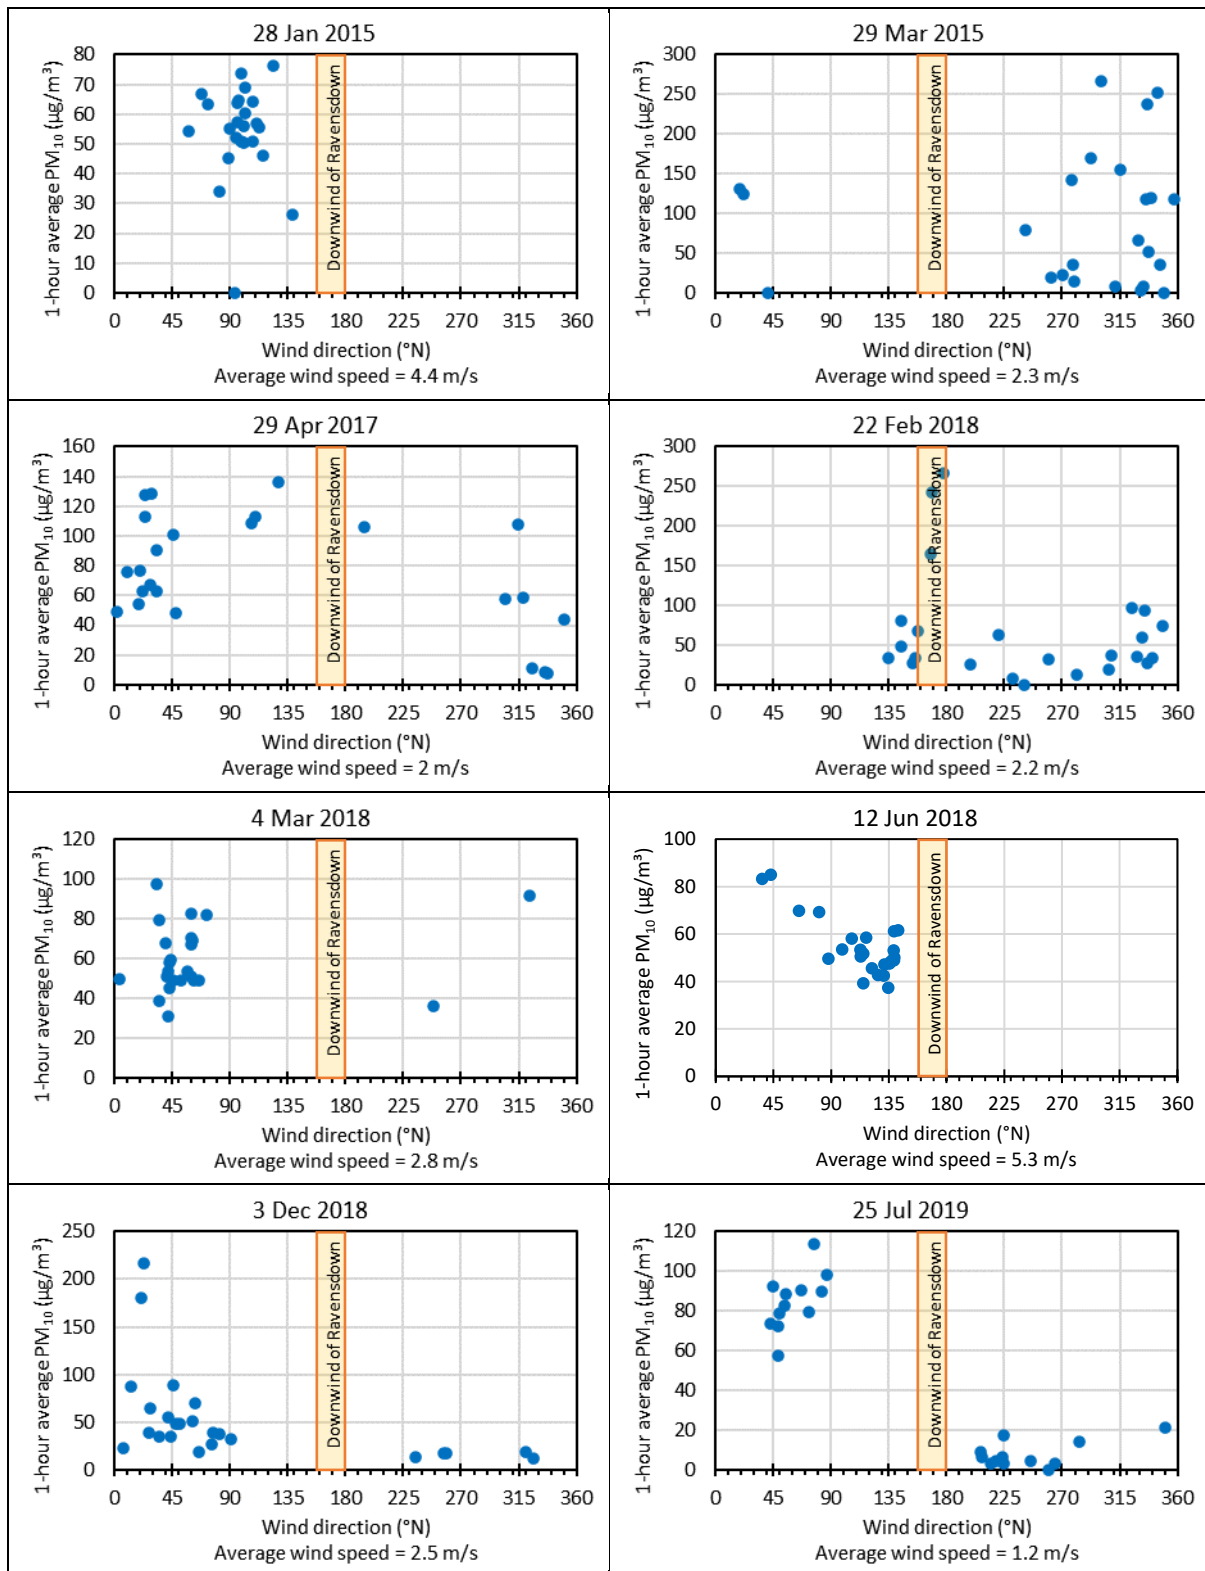 28 Jan 2015
1-hour average PM₁₀ (µg/m³)
80
70
60
50
40
30
20
10
0
Downwind of Ravensdown
0 45 90 135 180 225 270 315 360
Wind direction (°N)
Average wind speed = 4.4 m/s
29 Mar 2015
1-hour average PM₁₀ (µg/m³)
300
250
200
150
100
50
0
Downwind of Ravensdown
0 45 90 135 180 225 270 315 360
Wind direction (°N)
Average wind speed = 2.3 m/s
29 Apr 2017
1-hour average PM₁₀ (µg/m³)
160
140
120
100
80
60
40
20
0
Downwind of Ravensdown
0 45 90 135 180 225 270 315 360
Wind direction (°N)
Average wind speed = 2 m/s
22 Feb 2018
1-hour average PM₁₀ (µg/m³)
300
250
200
150
100
50
0
Downwind of Ravensdown
0 45 90 135 180 225 270 315 360
Wind direction (°N)
Average wind speed = 2.2 m/s
4 Mar 2018
1-hour average PM₁₀ (µg/m³)
120
100
80
60
40
20
0
Downwind of Ravensdown
0 45 90 135 180 225 270 315 360
Wind direction (°N)
Average wind speed = 2.8 m/s
12 Jun 2018
1-hour average PM₁₀ (µg/m³)
100
80
60
40
20
0
Downwind of Ravensdown
0 45 90 135 180 225 270 315 360
Wind direction (°N)
Average wind speed = 5.3 m/s
3 Dec 2018
1-hour average PM₁₀ (µg/m³)
250
200
150
100
50
0
Downwind of Ravensdown
0 45 90 135 180 225 270 315 360
Wind direction (°N)
Average wind speed = 2.5 m/s
25 Jul 2019
1-hour average PM₁₀ (µg/m³)
120
100
80
60
40
20
0
Downwind of Ravensdown
0 45 90 135 180 225 270 315 360
Wind direction (°N)
Average wind speed = 1.2 m/s